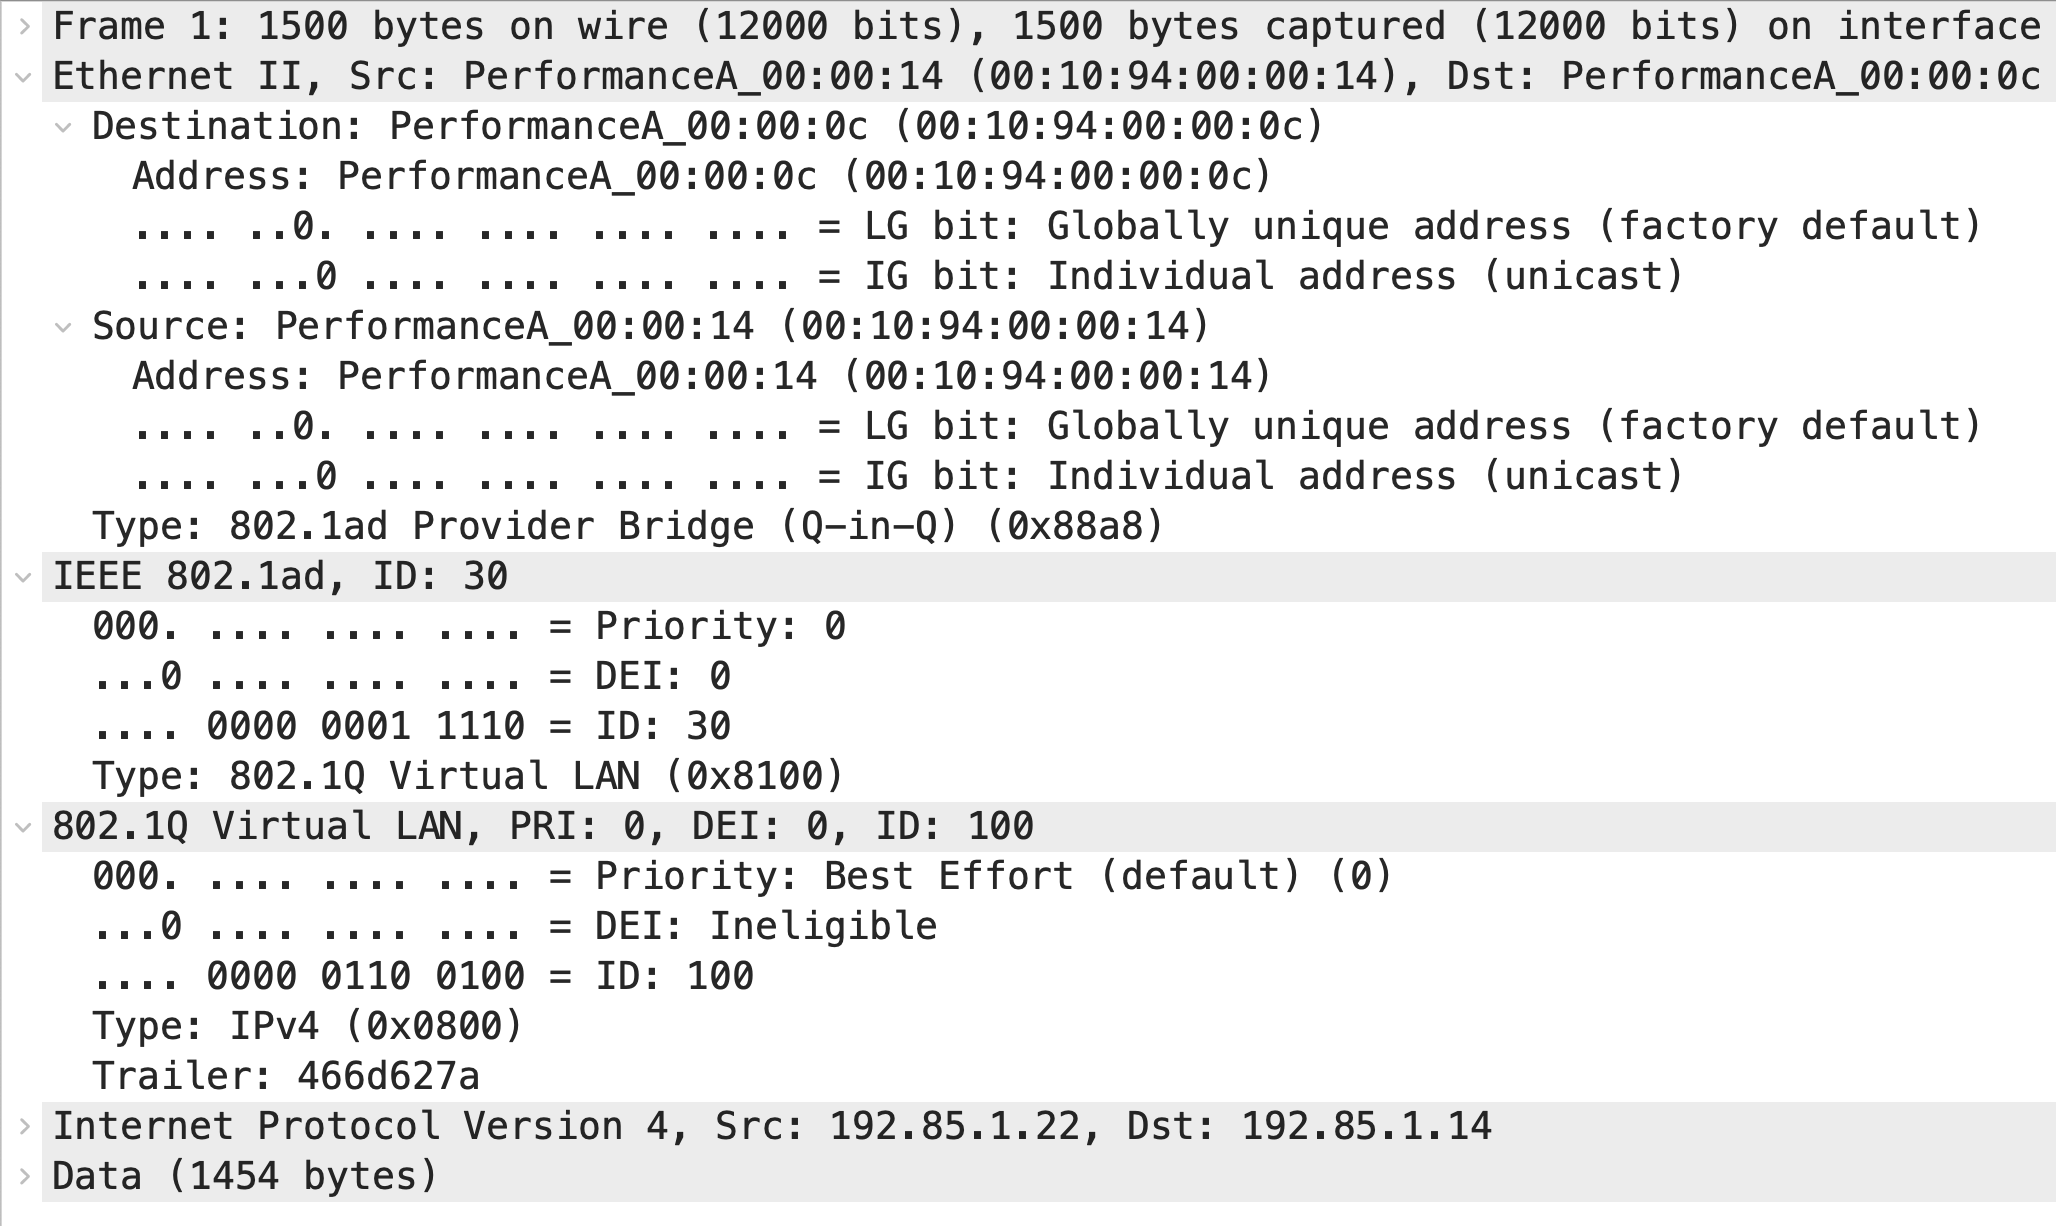 Frame 1: 1500 bytes on wire (12000 bits), 1500 bytes captured (12000 bits) on interface
Ethernet II, Src: PerformanceA_00:00:14 (00:10:94:00:00:14), Dst: PerformanceA_00:00:0c
Destination: PerformanceA_00:00:0c (00:10:94:00:00:0c)
Address: PerformanceA_00:00:0c (00:10:94:00:00:0c)
.... ..0. .... .... .... .... = LG bit: Globally unique address (factory default)
.... ...0 .... .... .... .... = IG bit: Individual address (unicast)
Source: PerformanceA_00:00:14 (00:10:94:00:00:14)
Address: PerformanceA_00:00:14 (00:10:94:00:00:14)
.... ..0. .... .... .... .... = LG bit: Globally unique address (factory default)
.... ...0 .... .... .... .... = IG bit: Individual address (unicast)
Type: 802.1ad Provider Bridge (Q-in-Q) (0x88a8)
IEEE 802.1ad, ID: 30
000. .... .... .... = Priority: 0
...0 .... .... .... = DEI: 0
.... 0000 0001 1110 = ID: 30
Type: 802.1Q Virtual LAN (0x8100)
802.1Q Virtual LAN, PRI: 0, DEI: 0, ID: 100
000. .... .... .... = Priority: Best Effort (default) (0)
...0 .... .... .... = DEI: Ineligible
.... 0000 0110 0100 = ID: 100
Type: IPv4 (0x0800)
Trailer: 466d627a
Internet Protocol Version 4, Src: 192.85.1.22, Dst: 192.85.1.14
Data (1454 bytes)